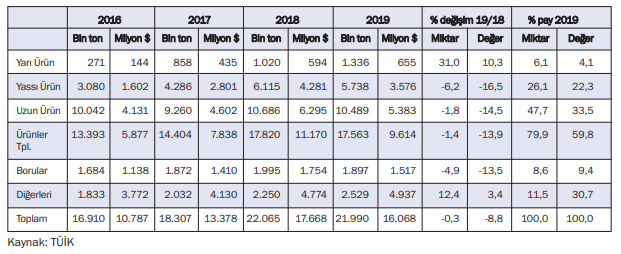 2016 2017 2018 2019 % değişim 19/18 % pay 2019
Bin ton Milyon $ Bin ton Milyon $ Bin ton Milyon $ Bin ton Milyon $ Miktar Değer Miktar Değer
Yarı Ürün 271 144 858 435 1.020 594 1.336 655 31,0 10,3 6,1 4,1
Yassı Ürün 3.080 1.602 4.286 2.801 6.115 4.281 5.738 3.576 -6,2 -16,5 26,1 22,3
Uzun Ürün 10.042 4.131 9.260 4.602 10.686 6.295 10.489 5.383 -1,8 -14,5 47,7 33,5
Ürünler 13.393 5.877 14.404 7.838 17.820 11.170 17.563 9.614 -1,4 -13,9 79,9 59,8
Tpl.
Borular 1.684 1.138 1.872 1.410 1.995 1.754 1.897 1.517 -4,9 -13,5 8,6 9,4
Diğerleri 1.833 3.772 2.032 4.130 2.250 4.774 2.529 4.937 12,4 3,4 11,5 30,7
Toplam 16.910 10.787 18.307 13.378 22.065 17.668 21.990 16.068 -0,3 -8,8 100,0 100,0
Kaynak: TÜİK